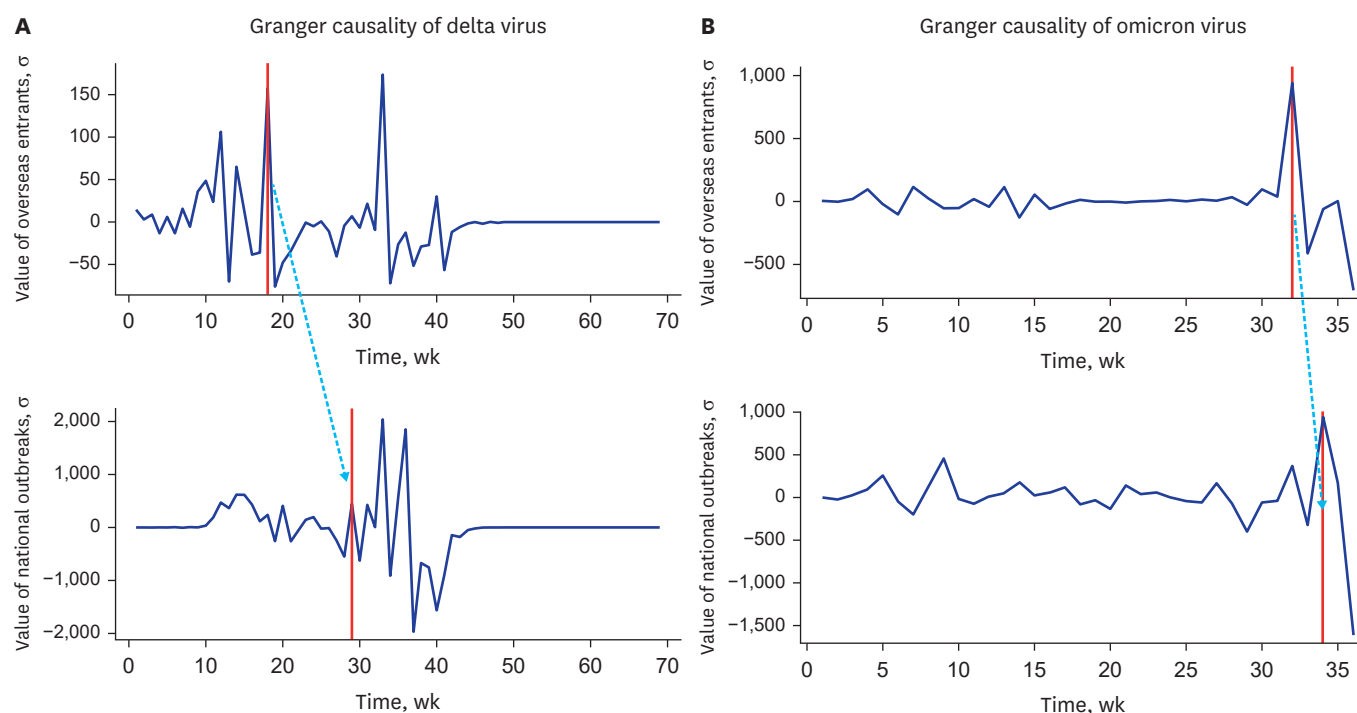 A
Granger causality of delta virus
Value of overseas entrants, σ
150
100
50
0
−50
0 10 20 30 40 50 60 70
Time, wk
Value of national outbreaks, σ
2,000
1,000
0
−1,000
−2,000
0 10 20 30 40 50 60 70
Time, wk
B
Granger causality of omicron virus
Value of overseas entrants, σ
1,000
500
0
−500
0 5 10 15 20 25 30 35
Time, wk
Value of national outbreaks, σ
1,000
500
0
−500
−1,000
−1,500
0 5 10 15 20 25 30 35
Time, wk